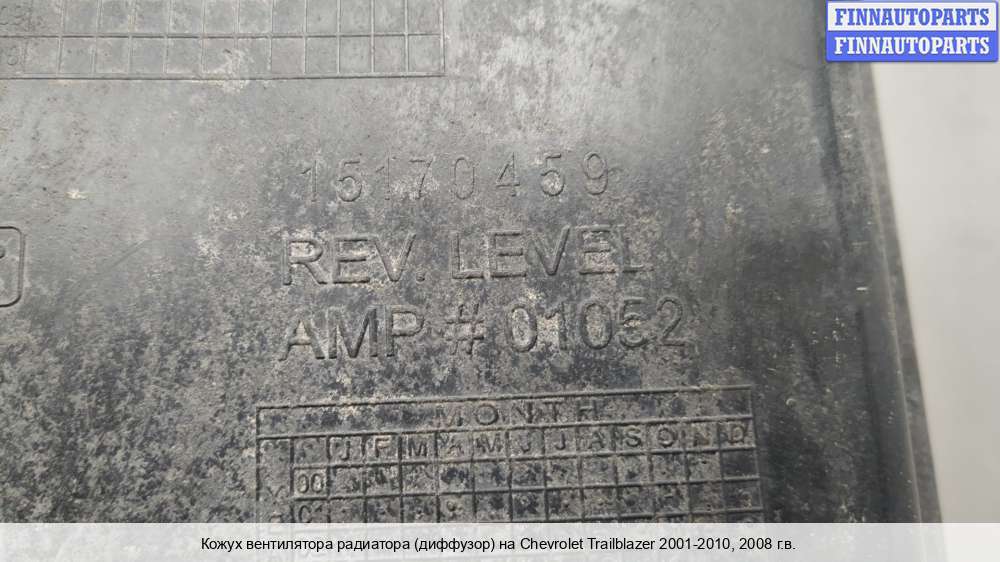 FINNAUTOPARTS
FINNAUTOPARTS
15170459
REV. LEVEL
AMP # 01052
MONTH
J F M A M J J A S O N D
00
01
Кожух вентилятора радиатора (диффузор) на Chevrolet Trailblazer 2001-2010, 2008 г.в.